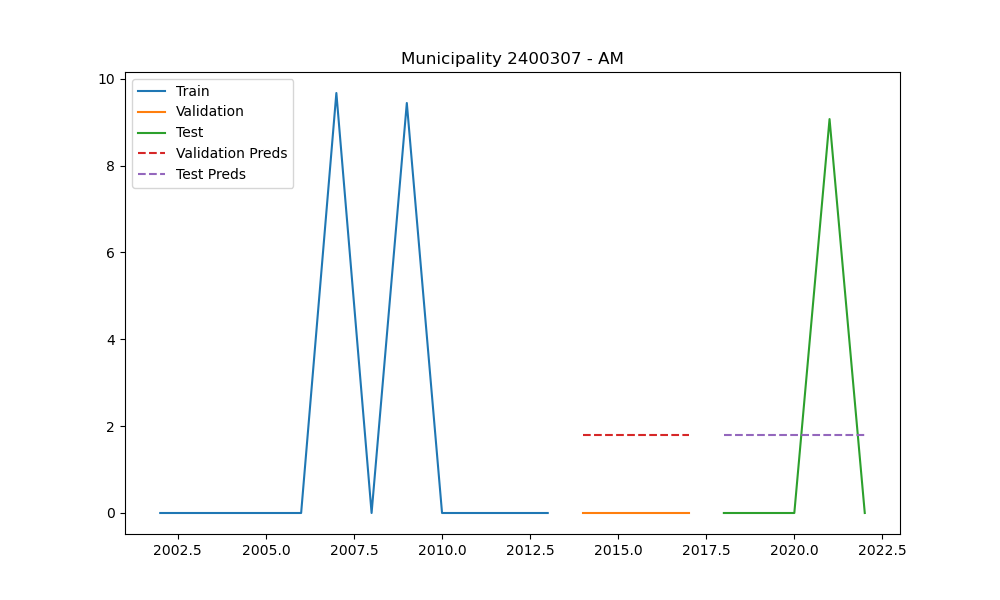 Municipality 2400307 - AM
Train
Validation
Test
Validation Preds
Test Preds
10
8
6
4
2
0
2002.5 2005.0 2007.5 2010.0 2012.5 2015.0 2017.5 2020.0 2022.5